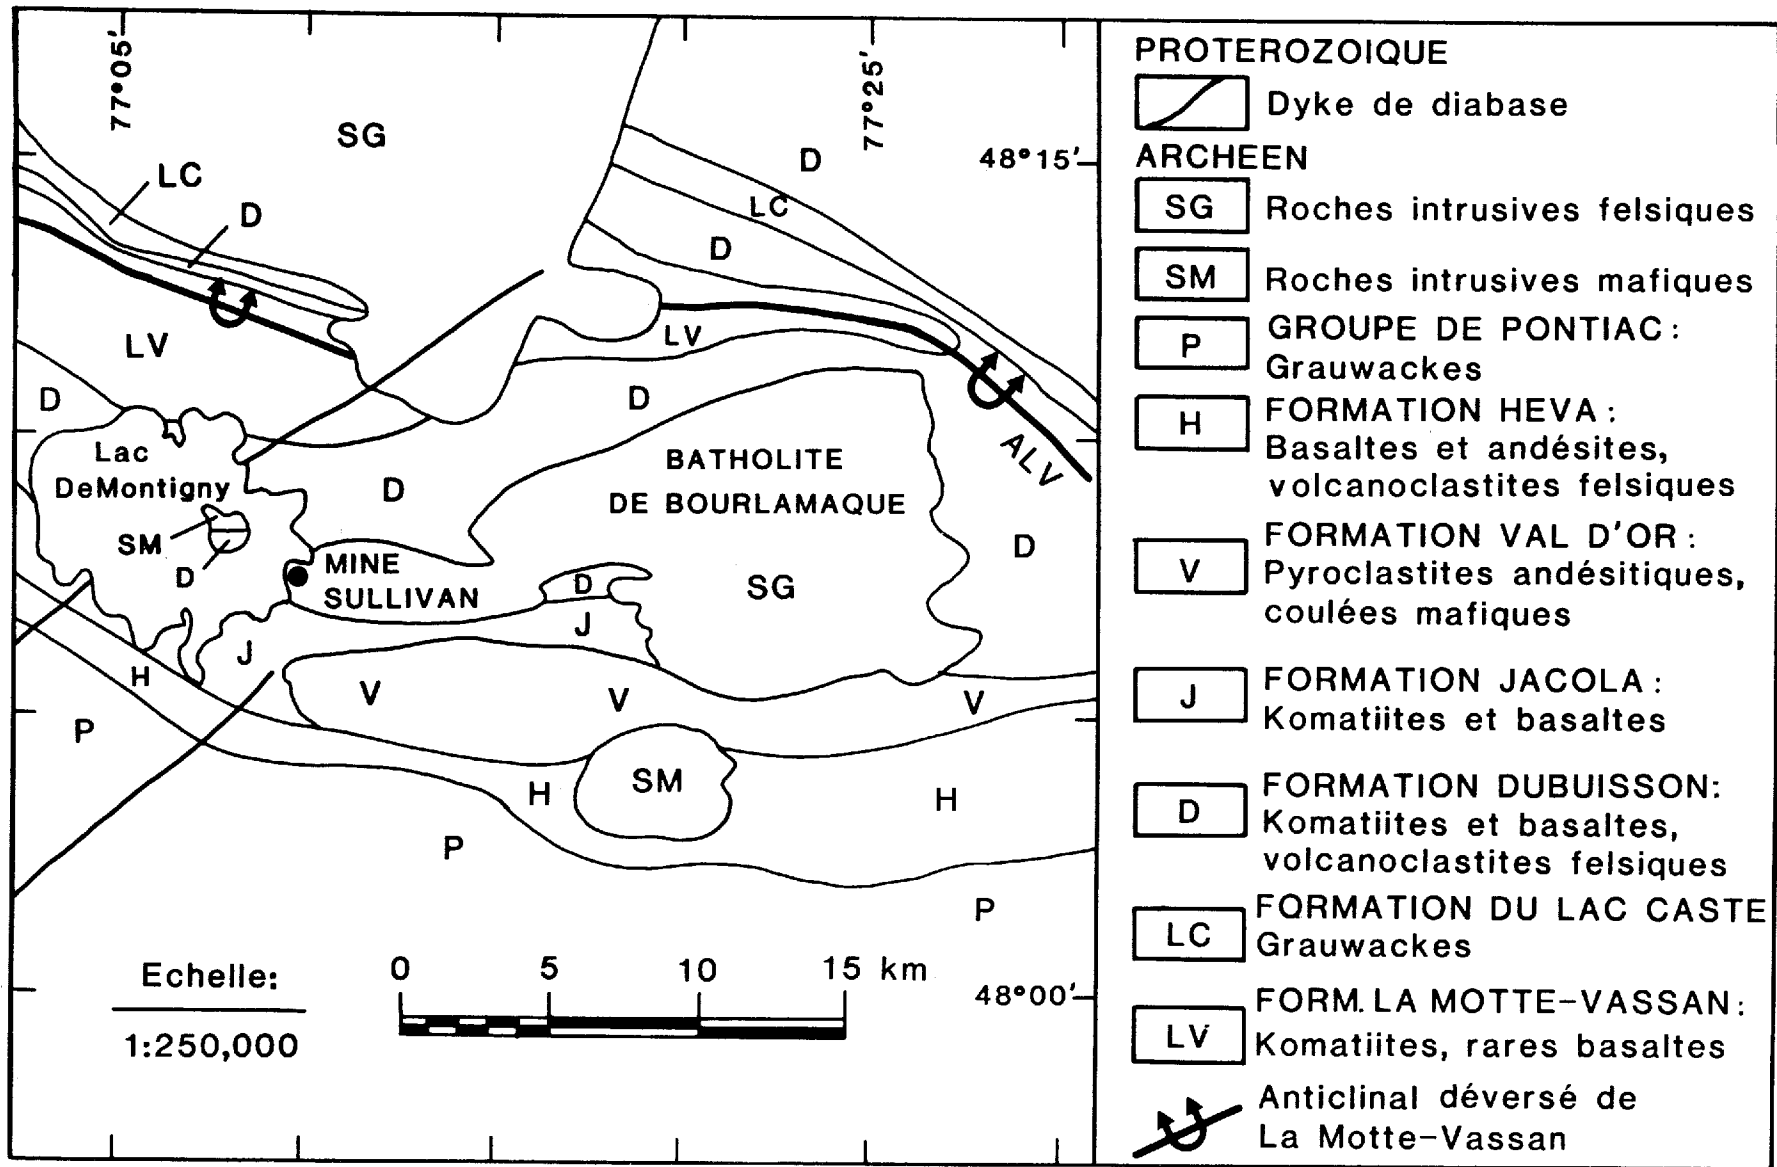 77°05'
77°25'
SG
D
48°15'
LC
LC
D
D
LV
LV
D
D
ALV
Lac
DeMontigny
D
BATHOLITE
DE BOURLAMAQUE
SM
D
D
MINE
SULLIVAN
D
SG
J
J
H
V
V
V
P
SM
H
H
P
P
Echelle:
1:250,000
0 5 10 15 km
48°00'
PROTEROZOIQUE
Dyke de diabase
ARCHEEN
SG Roches intrusives felsiques
SM Roches intrusives mafiques
P GROUPE DE PONTIAC:
Grauwackes
H FORMATION HEVA:
Basaltes et andésites,
volcanoclastites felsiques
V FORMATION VAL D'OR:
Pyroclastites andésitiques,
coulées mafiques
J FORMATION JACOLA:
Komatiites et basaltes
D FORMATION DUBUISSON:
Komatiites et basaltes,
volcanoclastites felsiques
LC FORMATION DU LAC CASTE
Grauwackes
LV FORM. LA MOTTE-VASSAN:
Komatiites, rares basaltes
Anticlinal déversé de
La Motte-Vassan